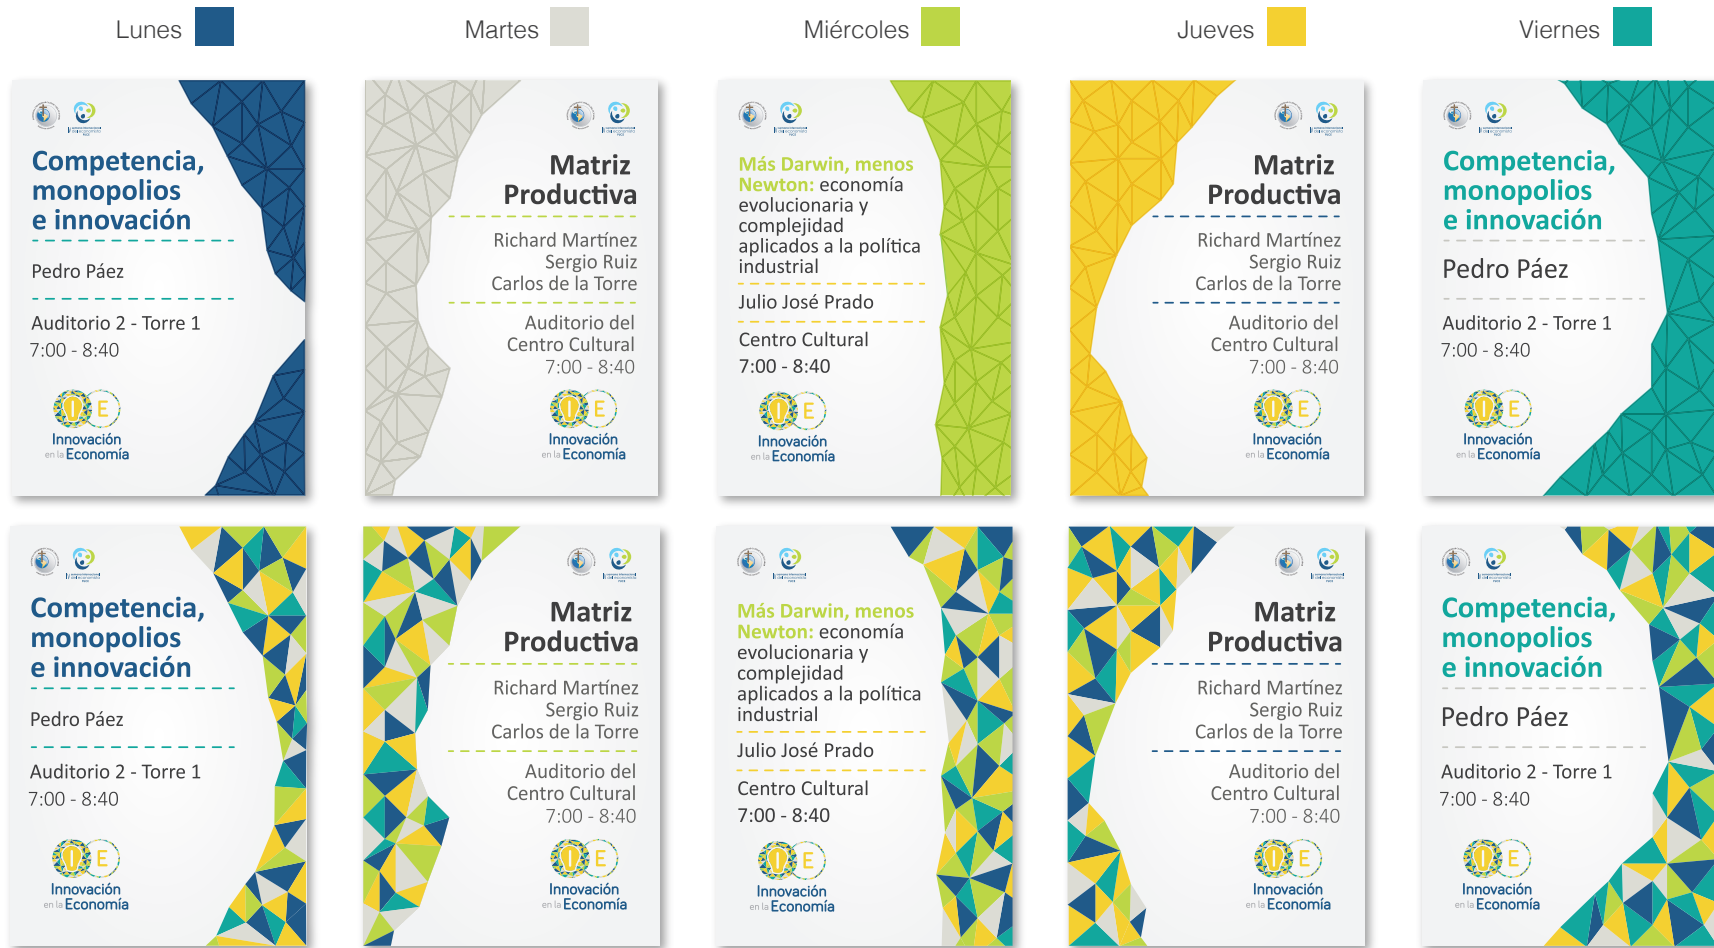 Lunes
Martes
Miércoles
Jueves
Viernes
Competencia,
monopolios
e innovación
Pedro Páez
Auditorio 2 - Torre 1
7:00 - 8:40
I E
Innovación
en la Economía
Matriz
Productiva
Richard Martínez
Sergio Ruiz
Carlos de la Torre
Auditorio del
Centro Cultural
7:00 - 8:40
I E
Innovación
en la Economía
Más Darwin, menos
Newton: economía
evolucionaria y
complejidad
aplicados a la política
industrial
Julio José Prado
Centro Cultural
7:00 - 8:40
I E
Innovación
en la Economía
Matriz
Productiva
Richard Martínez
Sergio Ruiz
Carlos de la Torre
Auditorio del
Centro Cultural
7:00 - 8:40
I E
Innovación
en la Economía
Competencia,
monopolios
e innovación
Pedro Páez
Auditorio 2 - Torre 1
7:00 - 8:40
I E
Innovación
en la Economía
Competencia,
monopolios
e innovación
Pedro Páez
Auditorio 2 - Torre 1
7:00 - 8:40
I E
Innovación
en la Economía
Matriz
Productiva
Richard Martínez
Sergio Ruiz
Carlos de la Torre
Auditorio del
Centro Cultural
7:00 - 8:40
I E
Innovación
en la Economía
Más Darwin, menos
Newton: economía
evolucionaria y
complejidad
aplicados a la política
industrial
Julio José Prado
Centro Cultural
7:00 - 8:40
I E
Innovación
en la Economía
Matriz
Productiva
Richard Martínez
Sergio Ruiz
Carlos de la Torre
Auditorio del
Centro Cultural
7:00 - 8:40
I E
Innovación
en la Economía
Competencia,
monopolios
e innovación
Pedro Páez
Auditorio 2 - Torre 1
7:00 - 8:40
I E
Innovación
en la Economía